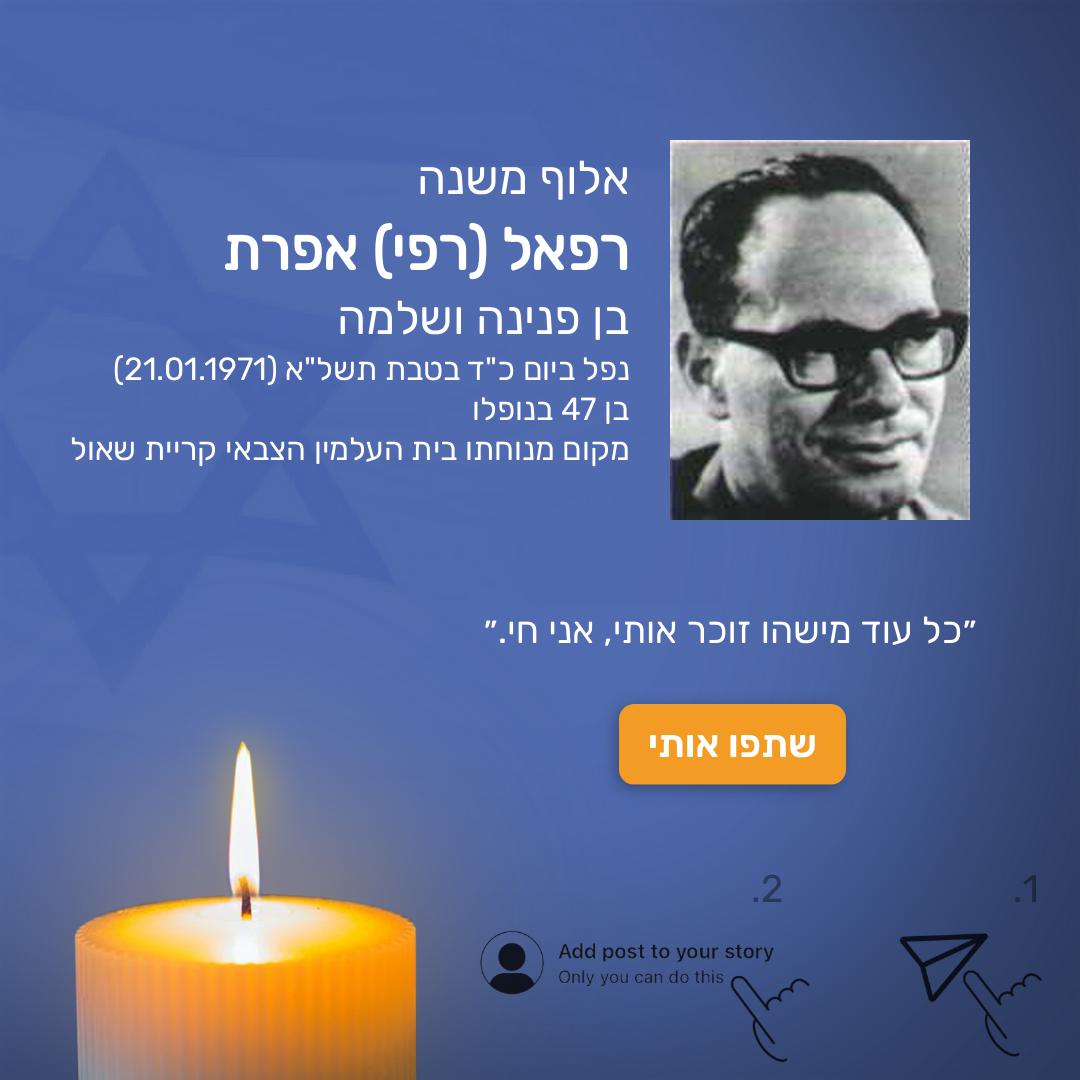 אלוף משנה
רפאל (רפי) אפרת
בן פנינה ושלמה
נפל ביום כ"ד בטבת תשל"א (21.01.1971)
בן 47 בנופלו
מקום מנוחתו בית העלמין הצבאי קריית שאול
״כל עוד מישהו זוכר אותי, אני חי.״
שתפו אותי
.1
.2
Add post to your story
Only you can do this